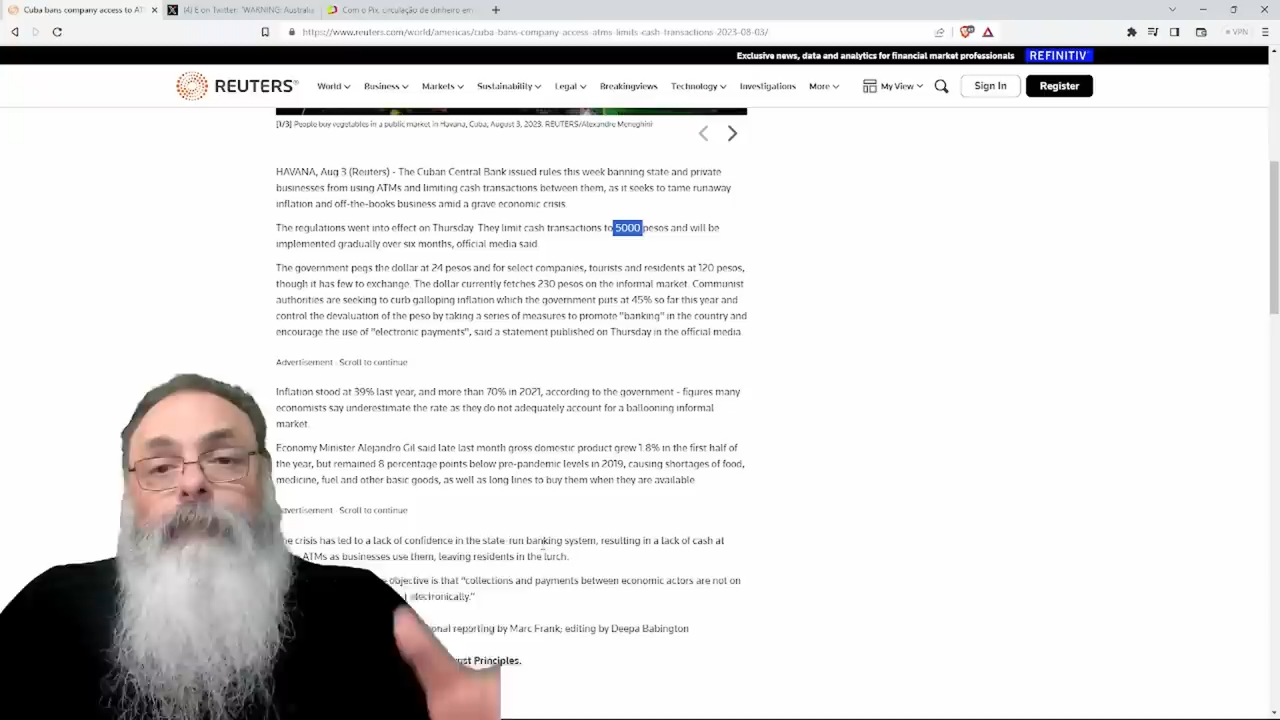 Cuba bans company access to AT
(4) E on Twitter: "WARNING: Australia
Com o Pix, circulação de dinheiro em
https://www.reuters.com/world/americas/cuba-bans-company-access-atms-limits-cash-transactions-2023-08-03/
VPN
Exclusive news, data and analytics for financial market professionals REFINITIV
REUTERS®
World Business Markets Sustainability Legal Breakingviews Technology Investigations More
My View
Sign In
Register
[1/3] People buy vegetables in a public market in Havana, Cuba, August 3, 2023. REUTERS/Alexandre Meneghini
HAVANA, Aug 3 (Reuters) - The Cuban Central Bank issued rules this week banning state and private
businesses from using ATMs and limiting cash transactions between them, as it seeks to tame runaway
inflation and off-the-books business amid a grave economic crisis.
The regulations went into effect on Thursday. They limit cash transactions to 5000 pesos and will be
implemented gradually over six months, official media said.
The government pegs the dollar at 24 pesos and for select companies, tourists and residents at 120 pesos,
though it has few to exchange. The dollar currently fetches 230 pesos on the informal market. Communist
authorities are seeking to curb galloping inflation which the government puts at 45% so far this year and
control the devaluation of the peso by taking a series of measures to promote "banking" in the country and
encourage the use of "electronic payments", said a statement published on Thursday in the official media.
Advertisement · Scroll to continue
Inflation stood at 39% last year, and more than 70% in 2021, according to the government - figures many
economists say underestimate the rate as they do not adequately account for a ballooning informal
market.
Economy Minister Alejandro Gil said late last month gross domestic product grew 1.8% in the first half of
the year, but remained 8 percentage points below pre-pandemic levels in 2019, causing shortages of food,
medicine, fuel and other basic goods, as well as long lines to buy them when they are available.
Advertisement · Scroll to continue
The crisis has led to a lack of confidence in the state-run banking system, resulting in a lack of cash at
ATMs as businesses use them, leaving residents in the lurch.
objective is that "collections and payments between economic actors are not on
electronically."
reporting by Marc Frank; editing by Deepa Babington
Principles.